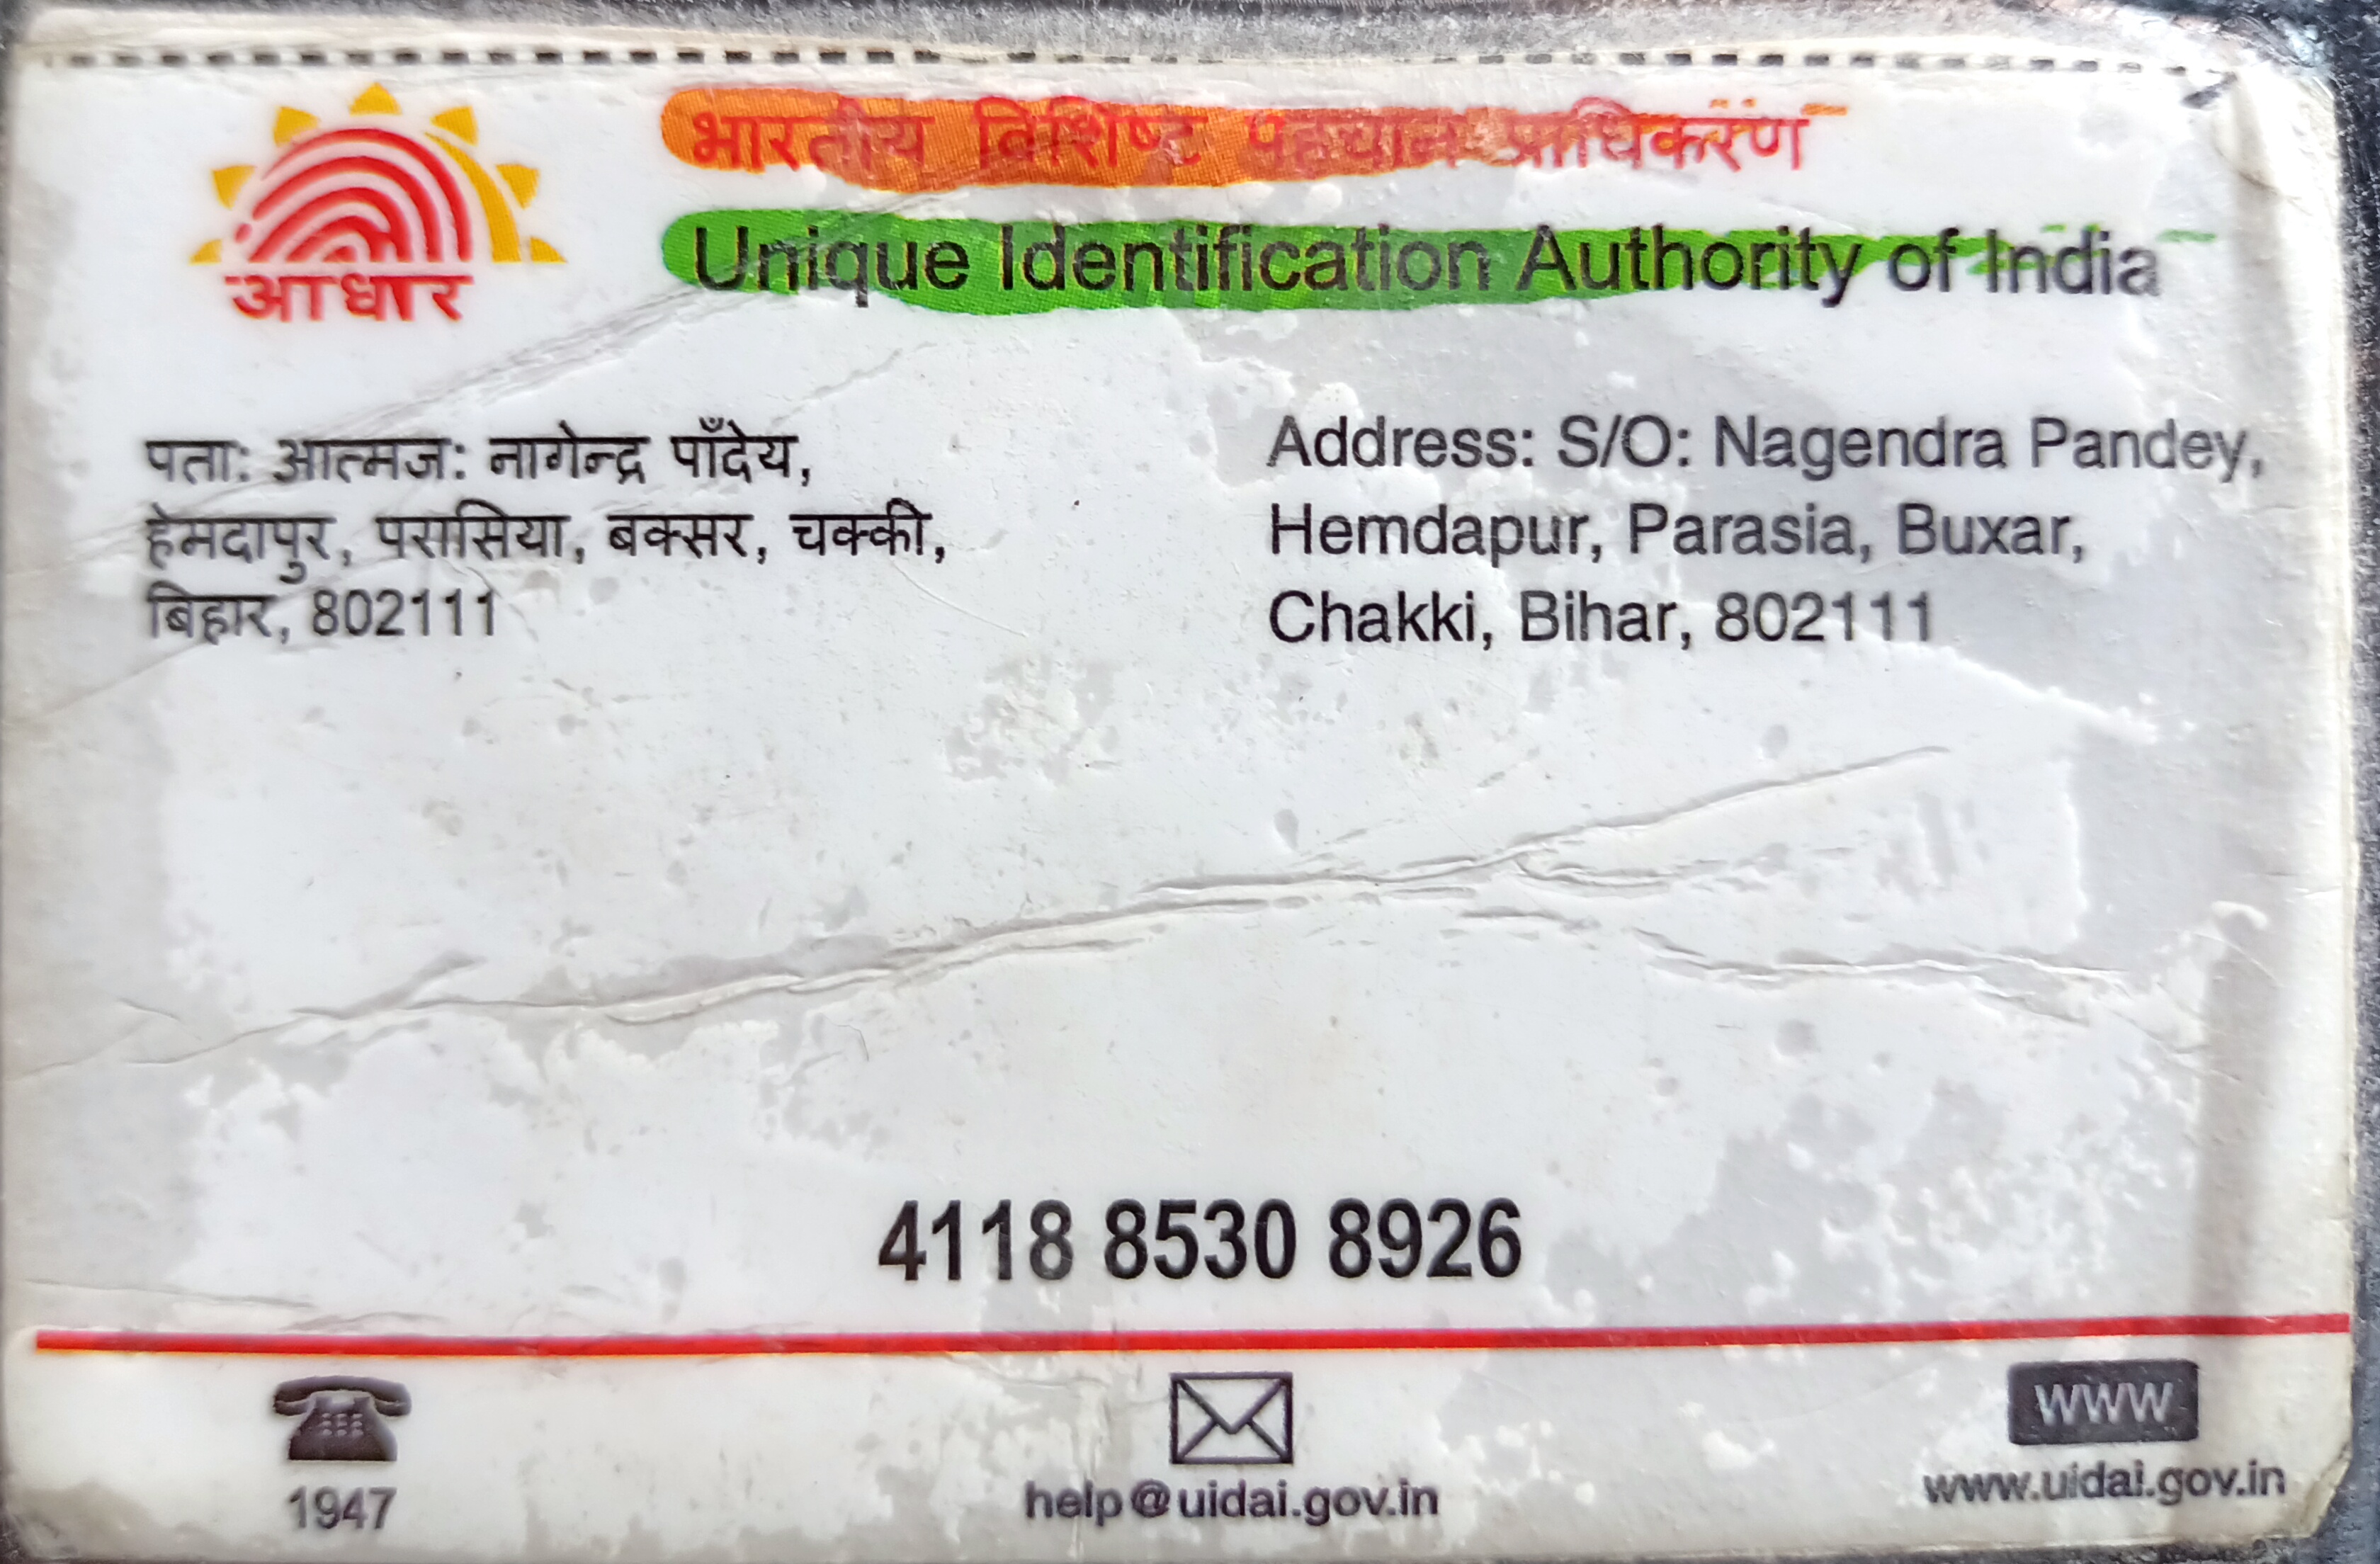 भारतीय विशिष्ट पहचान प्राधिकरण
Unique Identification Authority of India
आधार
पता: आत्मज: नागेन्द्र पाँदेय,
हेमदापुर, परासिया, बक्सर, चक्की,
बिहार, 802111
Address: S/O: Nagendra Pandey,
Hemdapur, Parasia, Buxar,
Chakki, Bihar, 802111
4118 8530 8926
1947
help@uidai.gov.in
www
www.uidai.gov.in